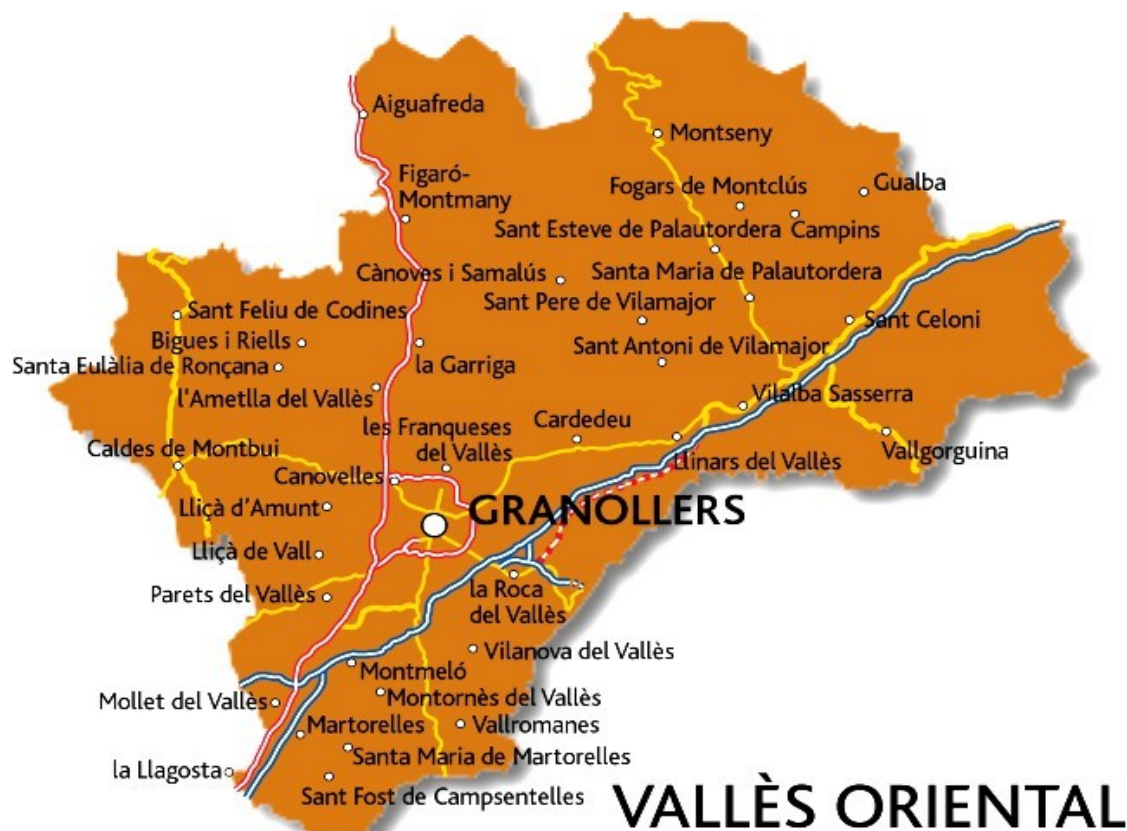 Aiguafreda
Montseny
Figaró-
Montmany
Fogars de Montclús
Gualba
Sant Esteve de Palautordera
Campins
Cànoves i Samalús
Santa Maria de Palautordera
Sant Feliu de Codines
Sant Pere de Vilamajor
Sant Celoni
Bigues i Riells
Sant Antoni de Vilamajor
Santa Eulàlia de Ronçana
la Garriga
l'Ametlla del Vallès
Vilalba Sasserra
les Franqueses
del Vallès
Cardedeu
Caldes de Montbui
Vallgorguina
Llinars del Vallès
Canovelles
Lliçà d'Amunt
GRANOLLERS
Lliçà de Vall
Parets del Vallès
la Roca
del Vallès
Vilanova del Vallès
Montmeló
Mollet del Vallès
Montornès del Vallès
Martorelles
Vallromanes
Santa Maria de Martorelles
la Llagosta
Sant Fost de Campsentelles
VALLÈS ORIENTAL